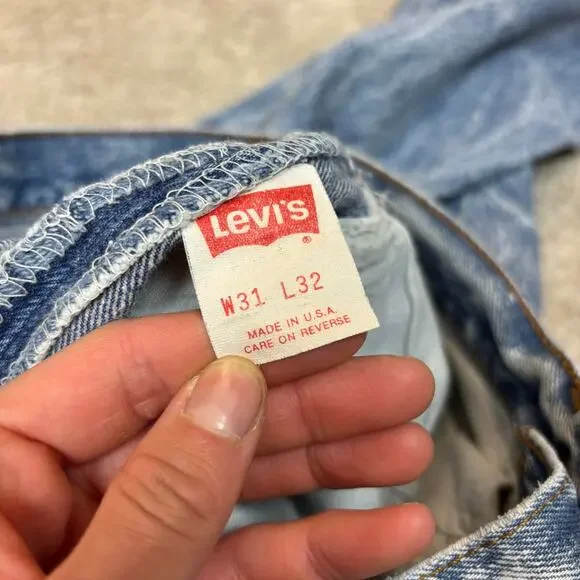 Levi's®
W31 L32
MADE IN U.S.A.
CARE ON REVERSE